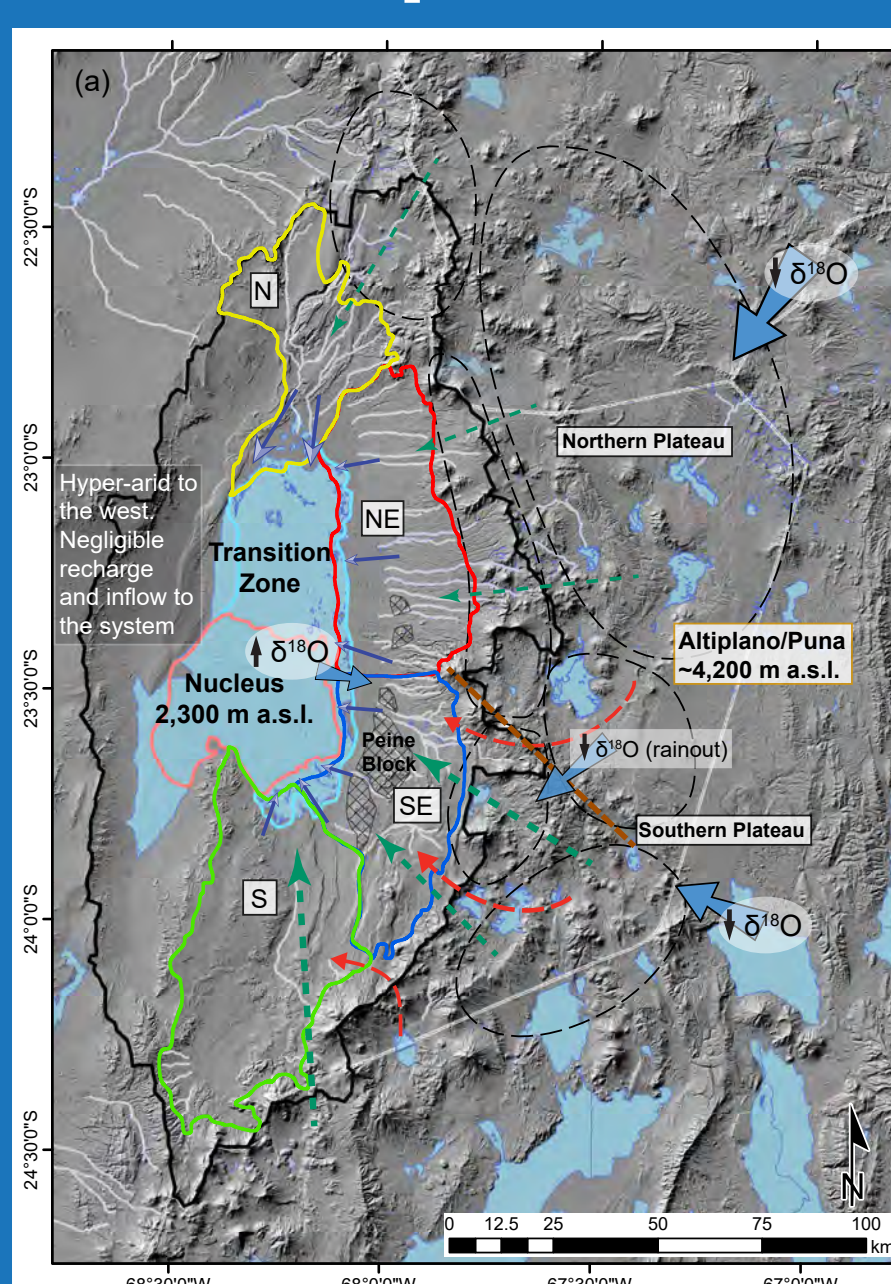 (a)
22°30'0"S
23°0'0"S
23°30'0"S
24°0'0"S
24°30'0"S
N
δ¹⁸O
Northern Plateau
Hyper-arid to
the west.
Negligible
recharge
and inflow to
the system
NE
Transition
Zone
δ¹⁸O
Altiplano/Puna
~4,200 m a.s.l.
Nucleus
2,300 m a.s.l.
Peine
Block
δ¹⁸O (rainout)
SE
Southern Plateau
S
δ¹⁸O
N
0 12.5 25 50 75 100
km
68°30'0"W 68°0'0"W 67°30'0"W 67°0'0"W